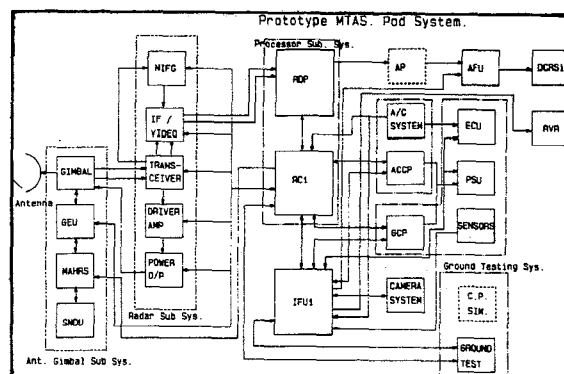 Prototype MTAS. Pod System.
Processor Sub. Sys.
NIFG
RDP
AP
AFU
DCRS1
IF /
VIDEO
A/C
SYSTEM
ECU
AVR
GIMBAL
TRANS-
CEIVER
RC1
ACCP
PSU
Antenna
GEU
DRIVER
AMP
GCP
SENSORS
MAHRS
POWER
O/P
IFU1
CAMERA
SYSTEM
Ground Testing Sys.
C.P.
SIM.
SNDU
Radar Sub Sys.
GROUND
TEST
Ant. Gimbal Sub Sys.